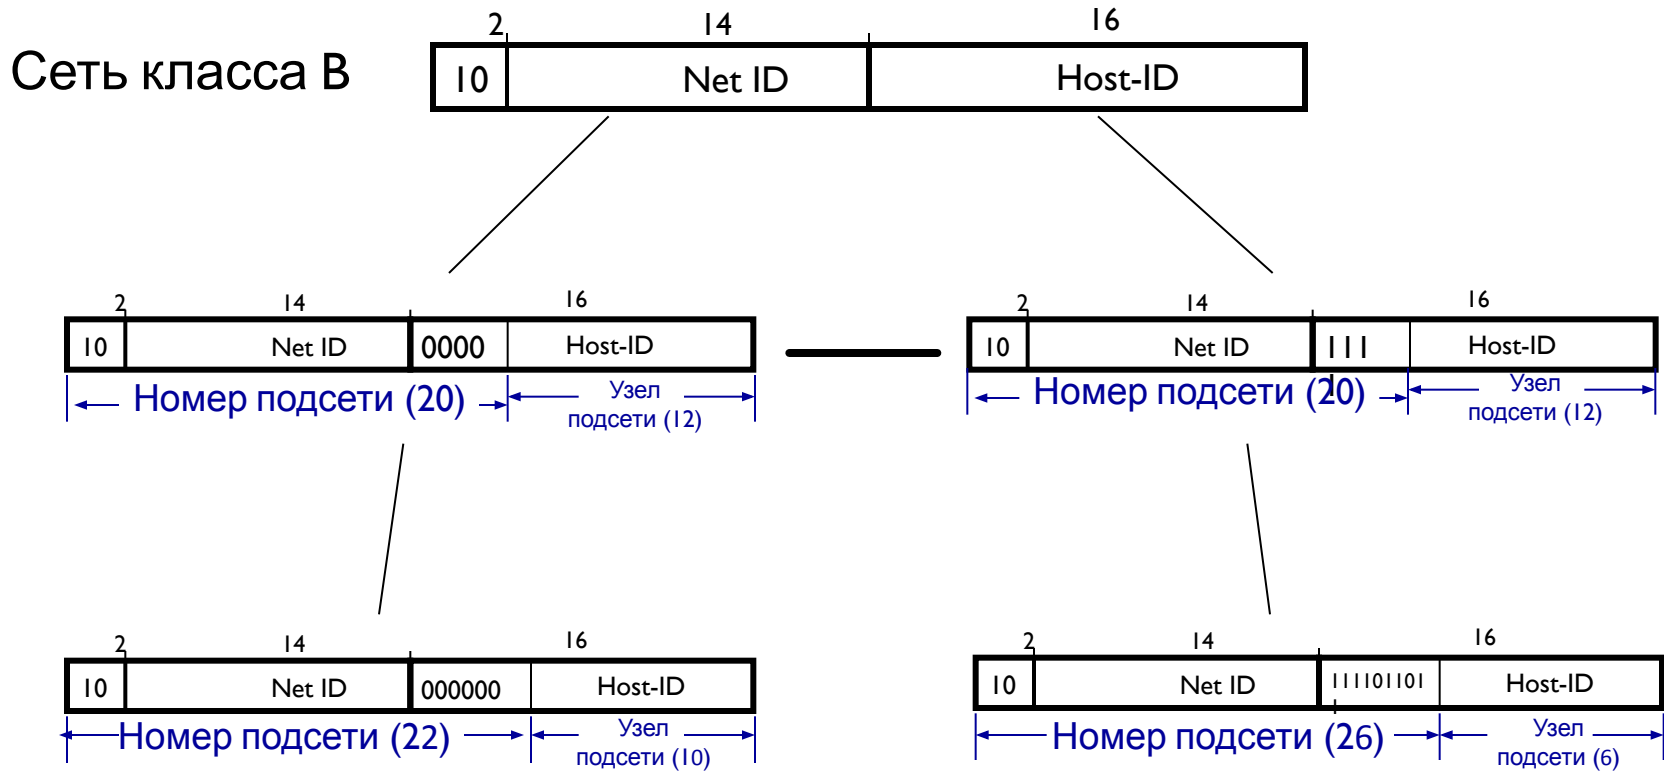 2 14 16
Сеть класса B 10 Net ID Host-ID
2 14 16
10 Net ID 0000 Host-ID
Номер подсети (20) Узел
подсети (12)
2 14 16
10 Net ID 111
1
Host-ID
Номер подсети (20) Узел
подсети (12)
2 14 16
10 Net ID 000000 Host-ID
Номер подсети (22) Узел
подсети (10)
2 14 16
10 Net ID 111101101
1
Host-ID
Номер подсети (26) Узел
подсети (6)